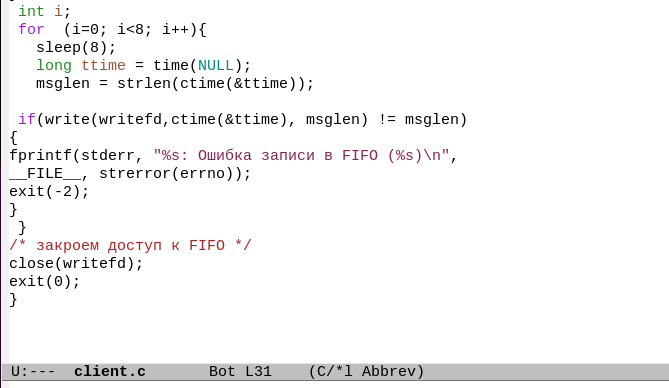 int i;
for (i=0; i<8; i++){
sleep(8);
long ttime = time(NULL);
msglen = strlen(ctime(&ttime));
if(write(writefd,ctime(&ttime), msglen) != msglen)
{
fprintf(stderr, "%s: Ошибка записи в FIFO (%s)\n",
__FILE__, strerror(errno));
exit(-2);
}
}
/* закроем доступ к FIFO */
close(writefd);
exit(0);
}
U:--- client.c Bot L31 (C/*l Abbrev)